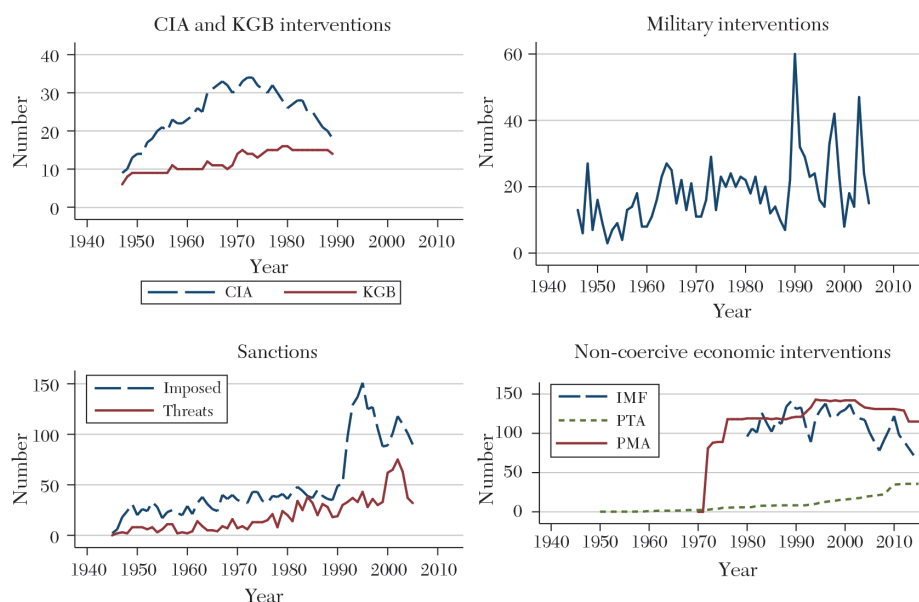 CIA and KGB interventions
40
30
20
10
0
Number
1940 1950 1960 1970 1980 1990 2000 2010
Year
CIA KGB
Military interventions
60
40
20
0
Number
1940 1950 1960 1970 1980 1990 2000 2010
Year
Sanctions
Imposed
Threats
150
100
50
0
Number
1940 1950 1960 1970 1980 1990 2000 2010
Year
Non-coercive economic interventions
IMF
PTA
PMA
150
100
50
0
Number
1940 1950 1960 1970 1980 1990 2000 2010
Year